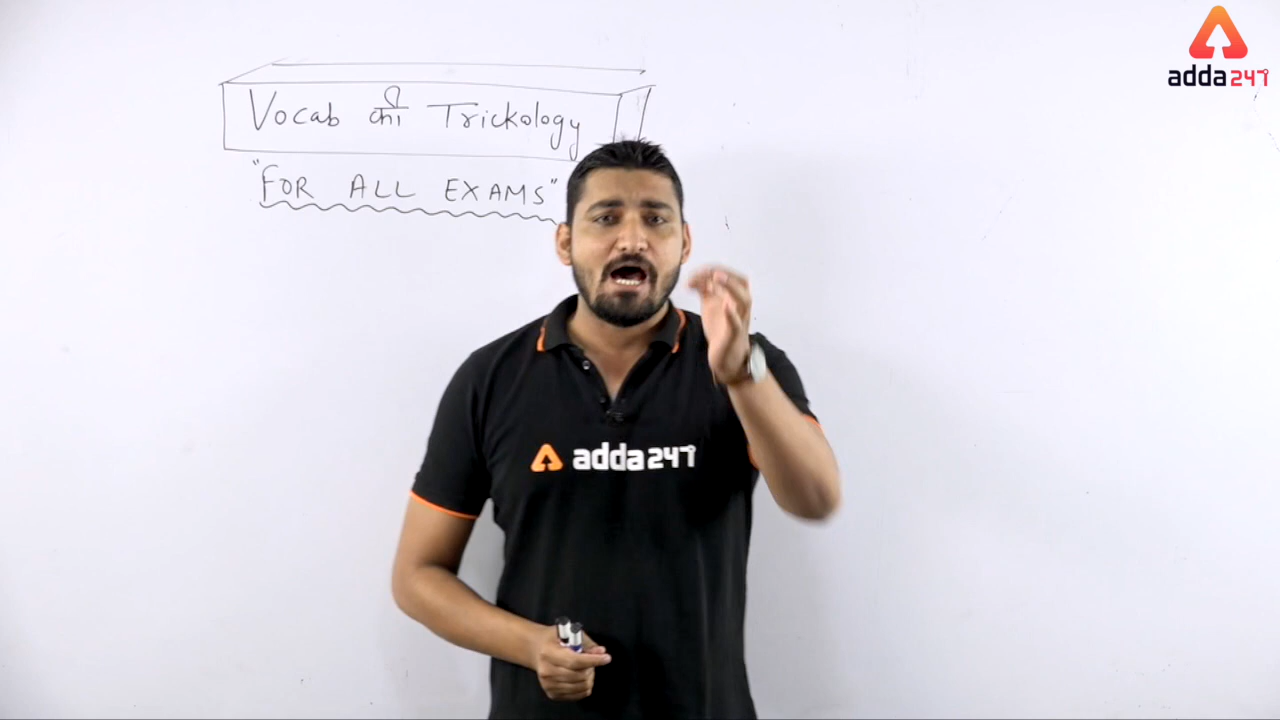 adda247
Vocab की Trickology
"FOR ALL EXAMS"
adda247